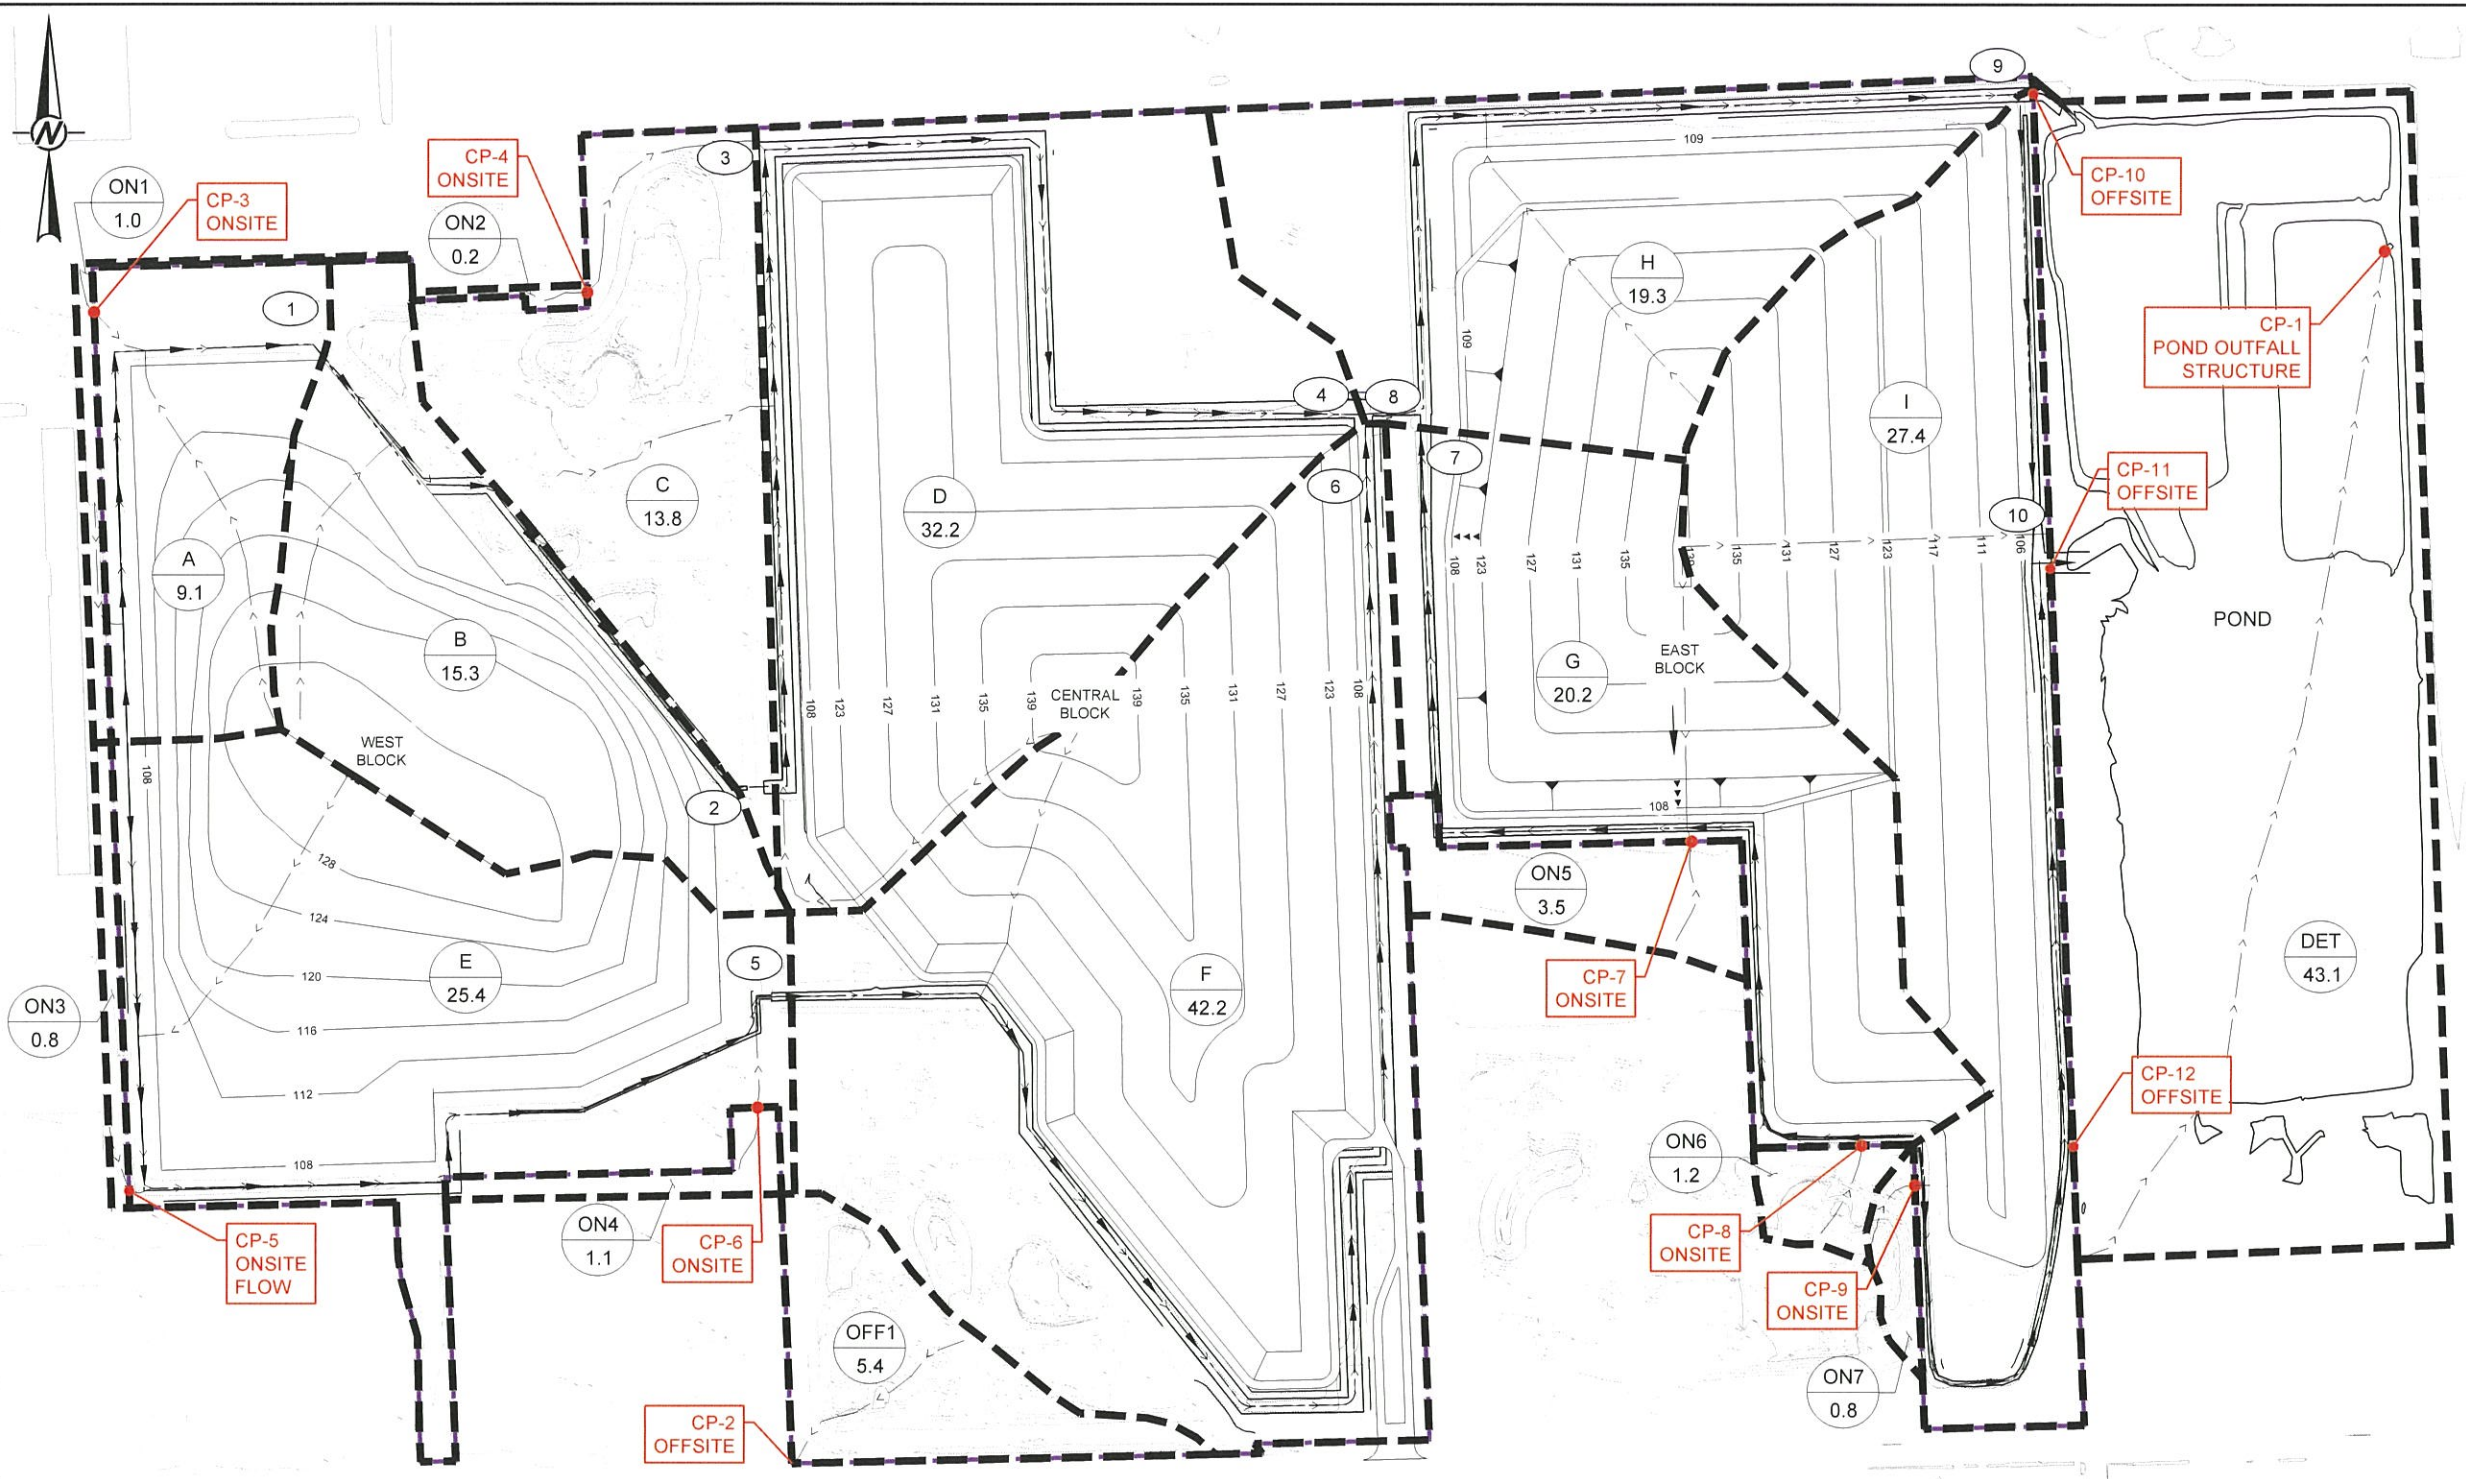 N
9
3
CP-4
ONSITE
109
ON1
1.0
CP-3
ONSITE
ON2
0.2
CP-10
OFFSITE
H
19.3
1
CP-1
POND OUTFALL
STRUCTURE
109
4
8
I
27.4
7
6
CP-11
OFFSITE
C
13.8
D
32.2
10
A
9.1
108
123
127
131
135
135
131
127
123
117
111
106
POND
B
15.3
EAST
BLOCK
G
20.2
108
123
127
131
135
139
CENTRAL
BLOCK
139
135
131
127
123
108
WEST
BLOCK
108
2
108
128
ON5
3.5
124
5
E
25.4
120
F
42.2
CP-7
ONSITE
DET
43.1
ON3
0.8
116
112
CP-12
OFFSITE
108
ON6
1.2
CP-5
ONSITE
FLOW
ON4
1.1
CP-6
ONSITE
CP-8
ONSITE
CP-9
ONSITE
OFF1
5.4
ON7
0.8
CP-2
OFFSITE